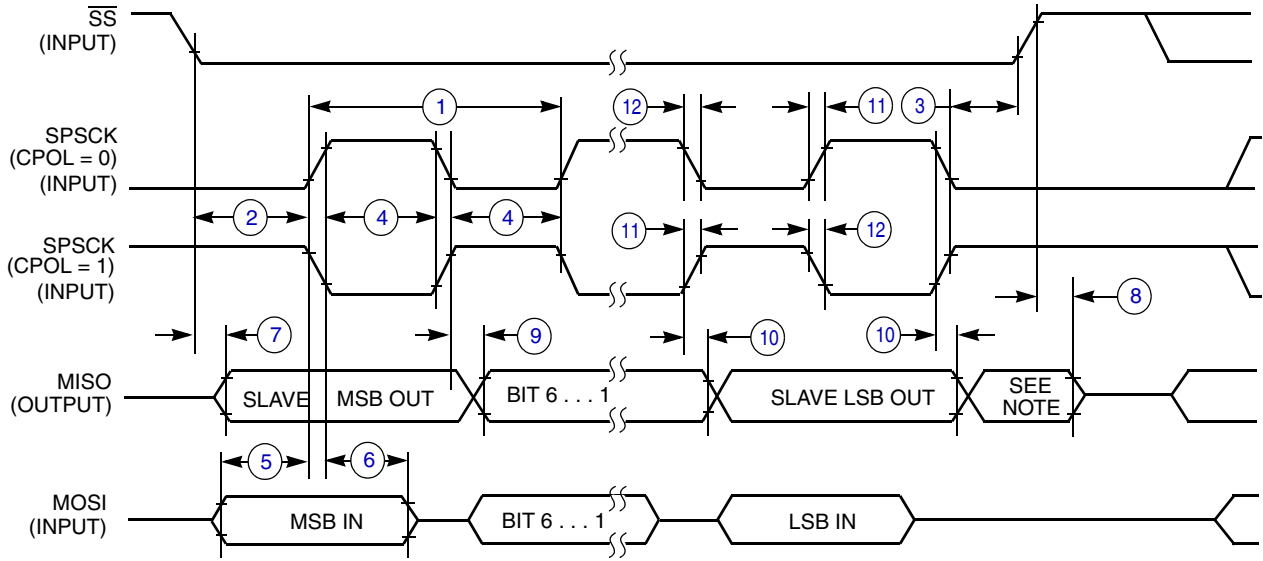 SS
(INPUT)
1
12
11
3
SPSCK
(CPOL = 0)
(INPUT)
2
4
4
11
12
SPSCK
(CPOL = 1)
(INPUT)
8
7
9
10
10
MISO
(OUTPUT)
SLAVE MSB OUT
BIT 6 . . . 1
SLAVE LSB OUT
SEE
NOTE
5
6
MOSI
(INPUT)
MSB IN
BIT 6 . . . 1
LSB IN